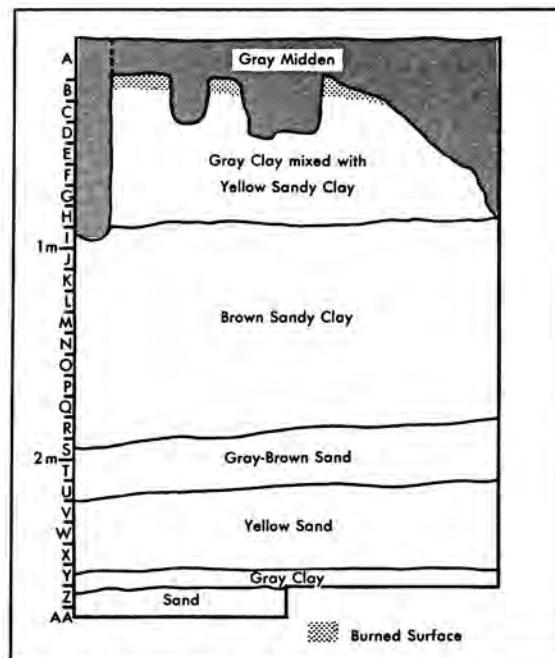 A
Gray Midden
B
C
D
E
Gray Clay mixed with
F
Yellow Sandy Clay
G
H
I
1m
J
K
L
M
Brown Sandy Clay
N
O
P
Q
R
S
Gray-Brown Sand
2m
T
U
V
Yellow Sand
W
X
Y
Gray Clay
Z
Sand
AA
Burned Surface